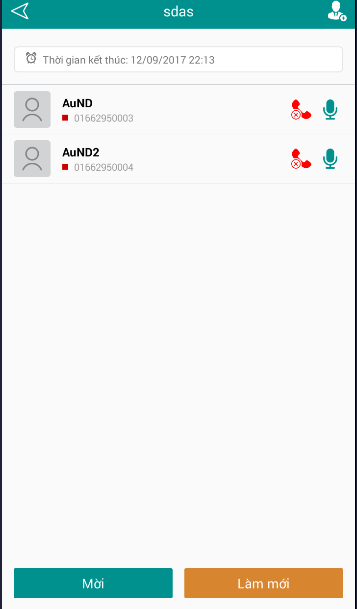 sdas
Thời gian kết thúc: 12/09/2017 22:13
AuND
01662950003
AuND2
01662950004
Mời
Làm mới